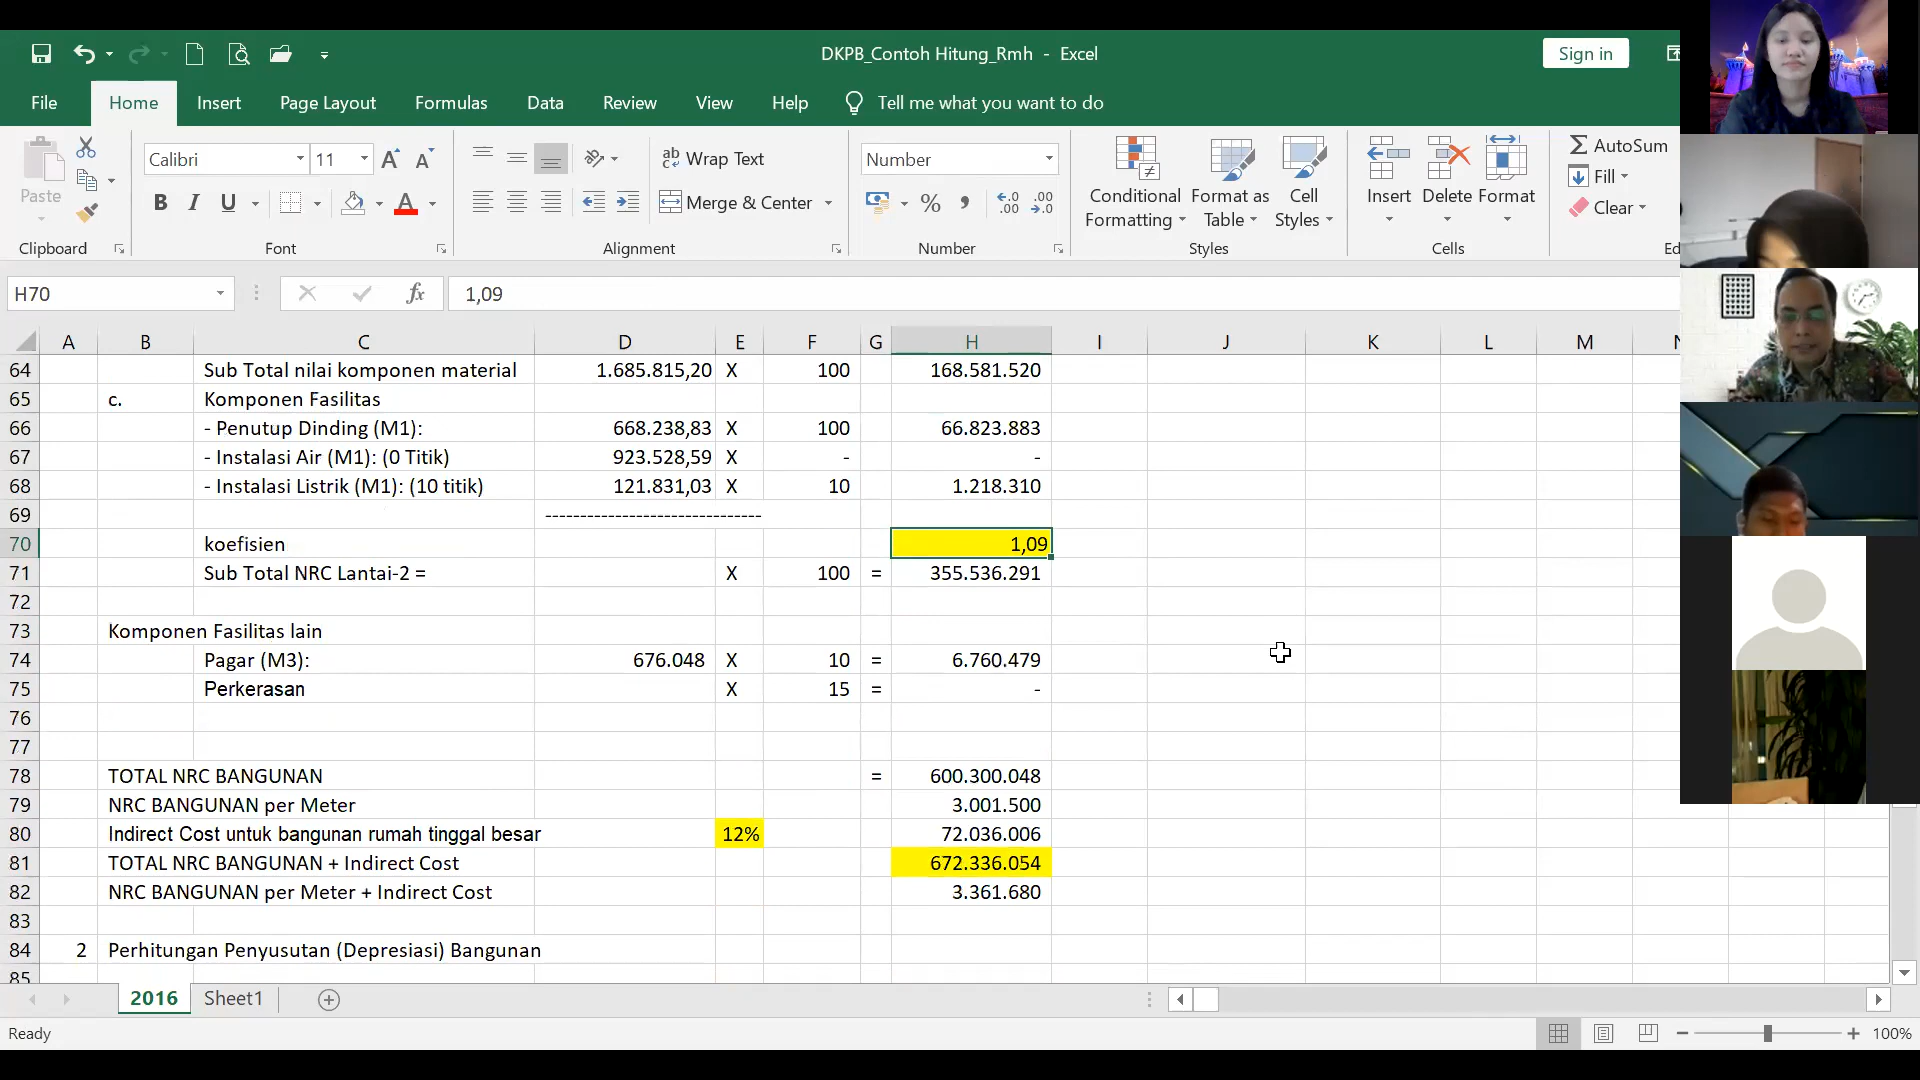 DKPB_Contoh Hitung_Rmh - Excel
Sign in
File Home Insert Page Layout Formulas Data Review View Help Tell me what you want to do
Paste
Clipboard
Calibri 11
B I U
Font
Wrap Text
Merge & Center
Alignment
Number
Number
Conditional Formatting
Format as Table
Cell Styles
Styles
Insert Delete Format
Cells
AutoSum
Fill
Clear
Ed
H70 fx 1,09
A B C D E F G H I J K L M N
64 Sub Total nilai komponen material 1.685.815,20 X 100 168.581.520
65 c. Komponen Fasilitas
66 - Penutup Dinding (M1): 668.238,83 X 100 66.823.883
67 - Instalasi Air (M1): (0 Titik) 923.528,59 X - -
68 - Instalasi Listrik (M1): (10 titik) 121.831,03 X 10 1.218.310
69 -------------------------------
70 koefisien 1,09
71 Sub Total NRC Lantai-2 = X 100 = 355.536.291
72
73 Komponen Fasilitas lain
74 Pagar (M3): 676.048 X 10 = 6.760.479
75 Perkerasan X 15 = -
76
77
78 TOTAL NRC BANGUNAN = 600.300.048
79 NRC BANGUNAN per Meter 3.001.500
80 Indirect Cost untuk bangunan rumah tinggal besar 12% 72.036.006
81 TOTAL NRC BANGUNAN + Indirect Cost 672.336.054
82 NRC BANGUNAN per Meter + Indirect Cost 3.361.680
83
84 2 Perhitungan Penyusutan (Depresiasi) Bangunan
85
2016 Sheet1
Ready
100%